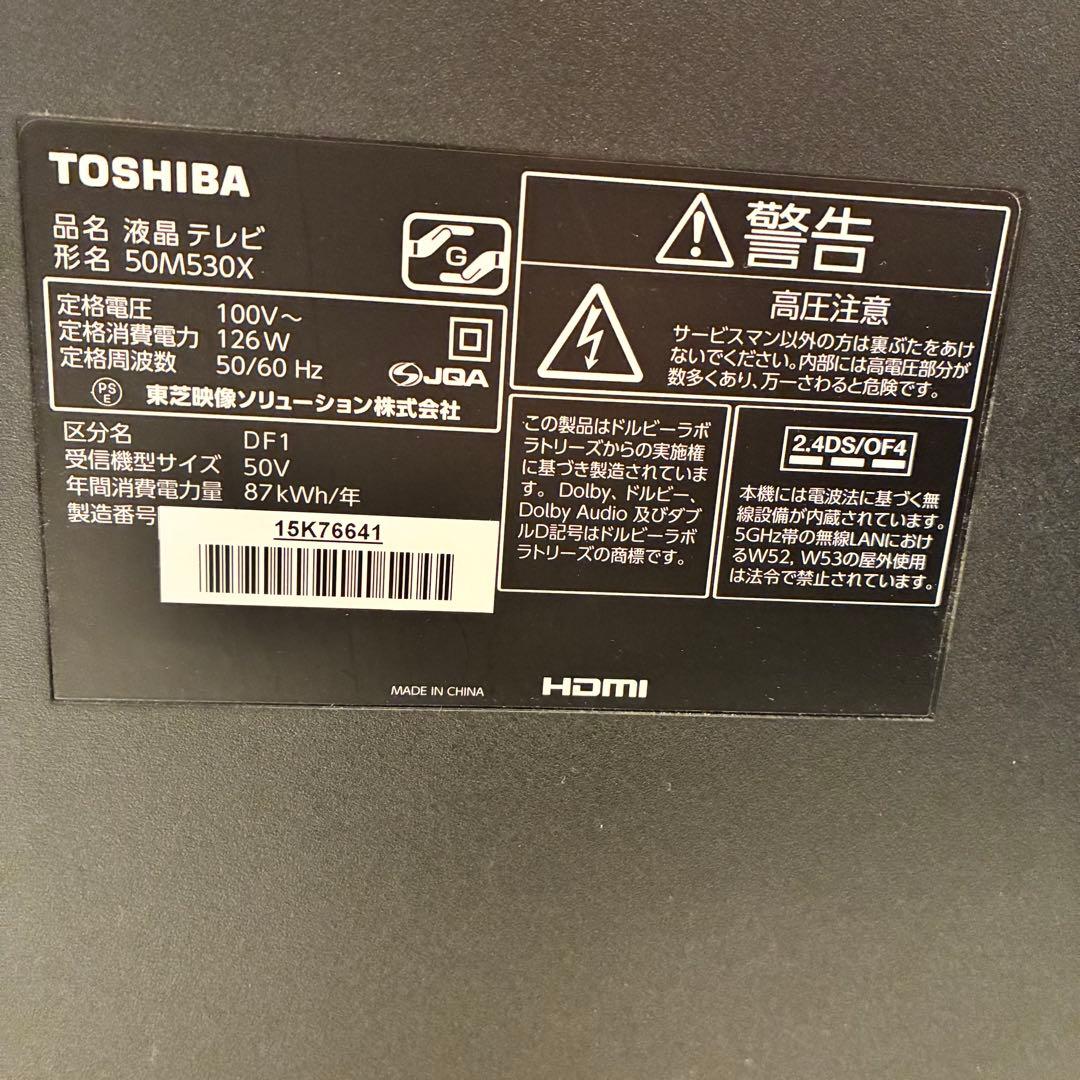 TOSHIBA
品名 液晶テレビ
形名 50M530X
G
定格電圧 100V～
定格消費電力 126W
定格周波数 50/60 Hz
JQA
PS
E
東芝映像ソリューション株式会社
区分名 DF1
受信機型サイズ 50V
年間消費電力量 87kWh/年
製造番号
15K76641
MADE IN CHINA
HDMI
警告
高圧注意
サービスマン以外の方は裏ぶたをあけ
ないでください。内部には高電圧部分が
数多くあり、万一さわると危険です。
この製品はドルビーラボ
ラトリーズからの実施権
に基づき製造されていま
す。Dolby、ドルビー、
Dolby Audio 及びダブ
ルD記号はドルビーラボ
ラトリーズの商標です。
2.4DS/OF4
本機には電波法に基づく無
線設備が内蔵されています。
5GHz帯の無線LANにおけ
るW52, W53の屋外使用
は法令で禁止されています。